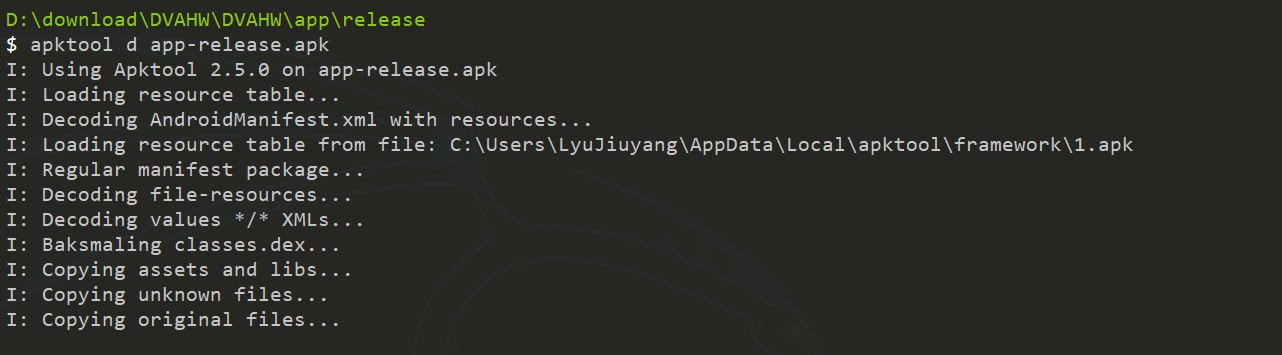 D:\download\DVAHW\DVAHW\app\release
$ apktool d app-release.apk
I: Using Apktool 2.5.0 on app-release.apk
I: Loading resource table...
I: Decoding AndroidManifest.xml with resources...
I: Loading resource table from file: C:\Users\LyuJiuyang\AppData\Local\apktool\framework\1.apk
I: Regular manifest package...
I: Decoding file-resources...
I: Decoding values */* XMLs...
I: Baksmaling classes.dex...
I: Copying assets and libs...
I: Copying unknown files...
I: Copying original files...